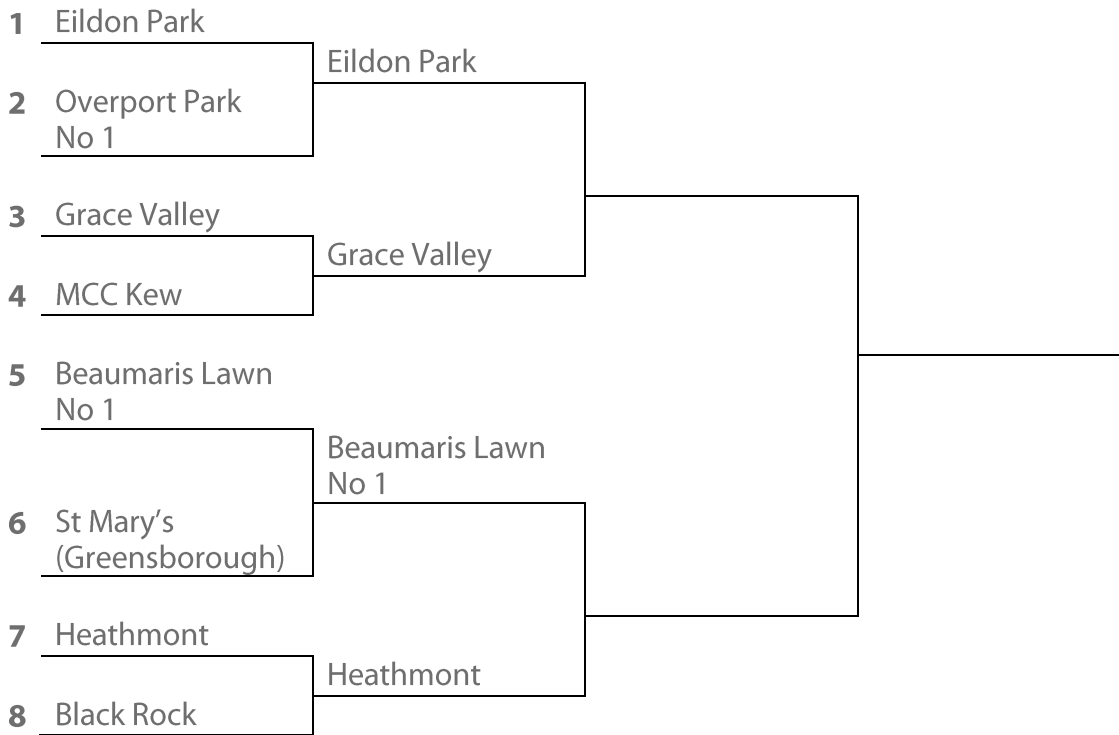 1 Eildon Park
Eildon Park
2 Overport Park
No 1
3 Grace Valley
Grace Valley
4 MCC Kew
5 Beaumaris Lawn
No 1
Beaumaris Lawn
No 1
6 St Mary’s
(Greensborough)
7 Heathmont
Heathmont
8 Black Rock